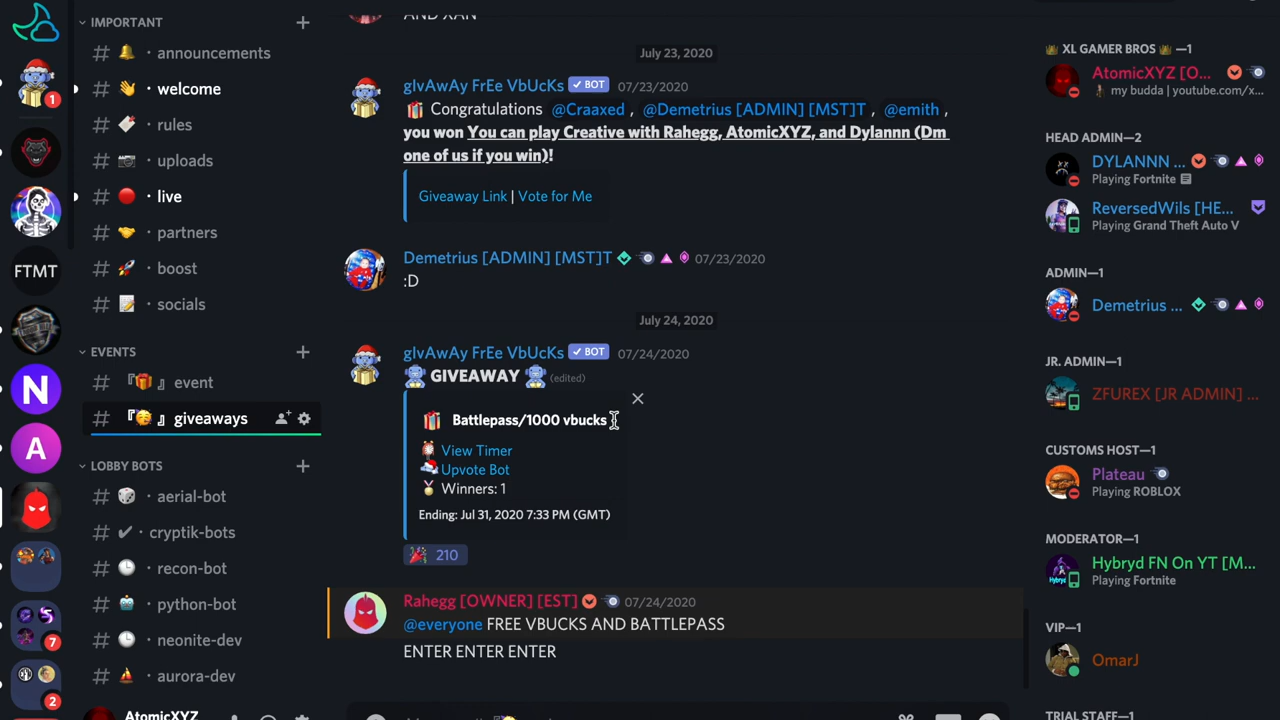 1
FTMT
N
A
7
2
IMPORTANT
# · announcements
# · welcome
# · rules
# · uploads
# · live
# · partners
# · boost
# · socials
EVENTS
# 『🎁』event
# 『🥳』giveaways
LOBBY BOTS
# · aerial-bot
# ✔ · cryptik-bots
# · recon-bot
# · python-bot
# · neonite-dev
# · aurora-dev
AtomicXYZ
AND XAN
July 23, 2020
gIvAwAy FrEe VbUcKs ✔ BOT 07/23/2020
🎁 Congratulations @Craaxed , @Demetrius [ADMIN] [MST]T , @emith ,
you won You can play Creative with Rahegg, AtomicXYZ, and Dylannn (Dm
one of us if you win)!
Giveaway Link | Vote for Me
Demetrius [ADMIN] [MST]T 07/23/2020
:D
July 24, 2020
gIvAwAy FrEe VbUcKs ✔ BOT 07/24/2020
GIVEAWAY (edited)
Battlepass/1000 vbucks
View Timer
Upvote Bot
Winners: 1
Ending: Jul 31, 2020 7:33 PM (GMT)
🎉 210
Rahegg [OWNER] [EST] 07/24/2020
@everyone FREE VBUCKS AND BATTLEPASS
ENTER ENTER ENTER
XL GAMER BROS —1
AtomicXYZ [O...
my budda | youtube.com/x...
HEAD ADMIN—2
DYLANNN ...
Playing Fortnite
ReversedWils [HE...
Playing Grand Theft Auto V
ADMIN—1
Demetrius ...
JR. ADMIN—1
ZFUREX [JR ADMIN] ...
CUSTOMS HOST—1
Plateau
Playing ROBLOX
MODERATOR—1
Hybryd FN On YT [M...
Playing Fortnite
VIP—1
OmarJ
TRIAL STAFF—1